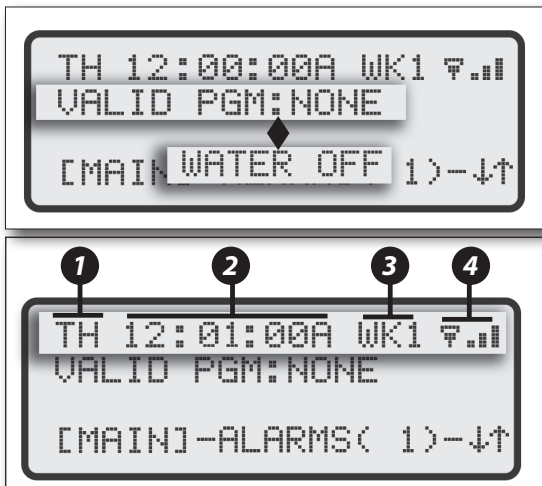 TH 12:00:00A WK1
VALID PGM:NONE
WATER OFF
[MAIN 1)-↓↑
1 2 3 4
TH 12:01:00A WK1
VALID PGM:NONE
[MAIN]-ALARMS( 1)-↓↑